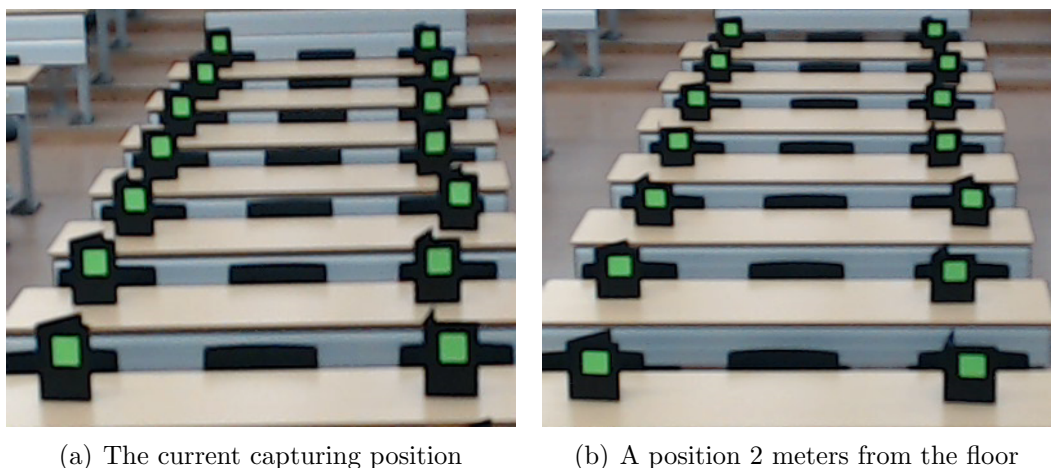 (a) The current capturing position
(b) A position 2 meters from the floor